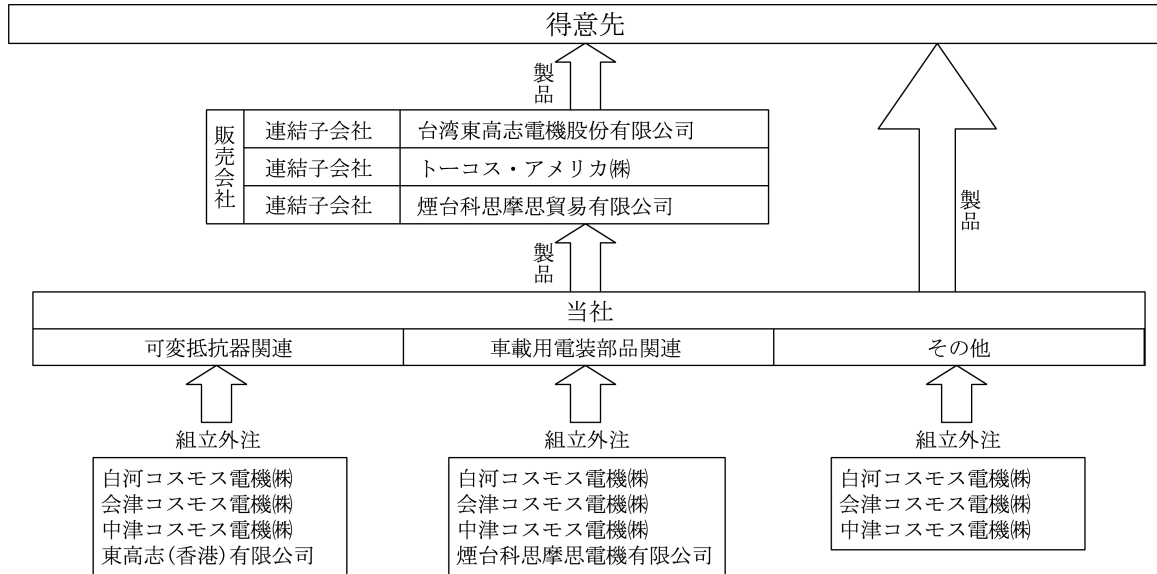 得意先
製品
販売会社
連結子会社 台湾東高志電機股份有限公司
連結子会社 トーコス・アメリカ㈱
連結子会社 煙台科思摩思貿易有限公司
製品
製品
当社
可変抵抗器関連 車載用電装部品関連 その他
組立外注 組立外注 組立外注
白河コスモス電機㈱
会津コスモス電機㈱
中津コスモス電機㈱
東高志(香港)有限公司
白河コスモス電機㈱
会津コスモス電機㈱
中津コスモス電機㈱
煙台科思摩思電機有限公司
白河コスモス電機㈱
会津コスモス電機㈱
中津コスモス電機㈱